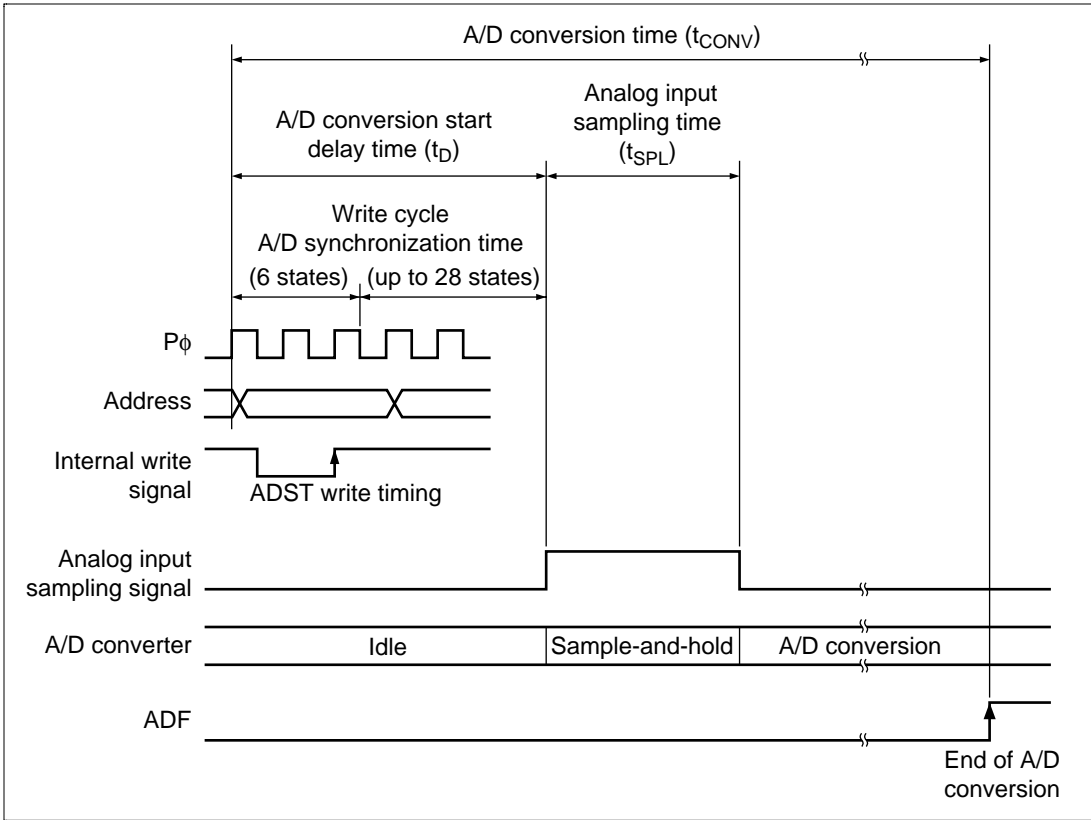 A/D conversion time (tCONV)
Analog input
sampling time
(tSPL)
A/D conversion start
delay time (tD)
Write cycle
A/D synchronization time
(6 states)
(up to 28 states)
Pϕ
Address
Internal write
signal
ADST write timing
Analog input
sampling signal
A/D converter
Idle
Sample-and-hold
A/D conversion
ADF
End of A/D
conversion